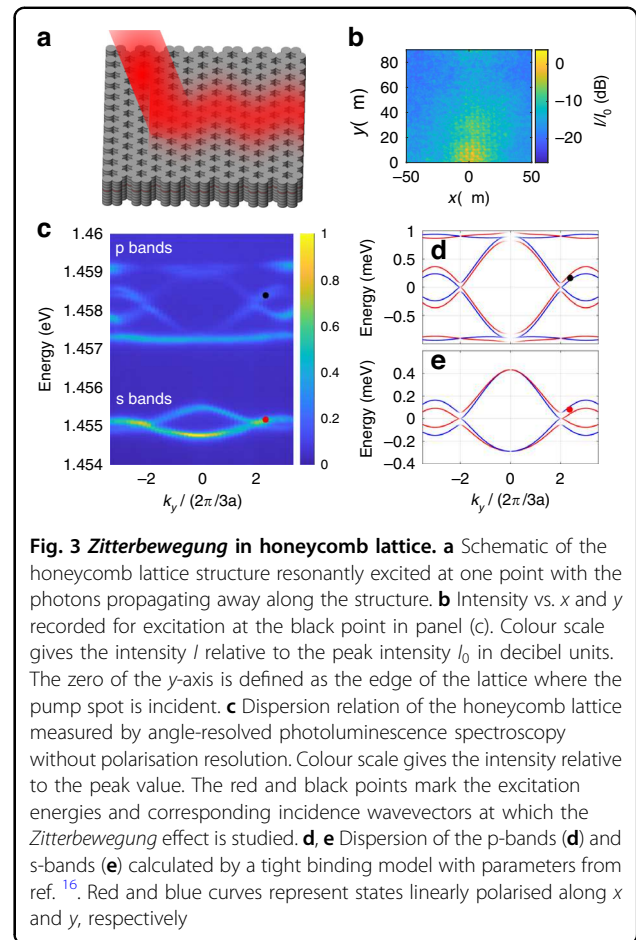 a
b
y( m)
80
60
40
20
0
-50
0
50
x( m)
0
-10
-20
I/I0 (dB)
c
1.46
1.459
1.458
1.457
1.455
1.454
Energy (eV)
p bands
s bands
-2
0
2
ky / (2π/3a)
1
0.8
0.6
0.4
0.2
0
d
1
0.5
0
-0.5
Energy (meV)
e
0.4
0.2
0
-0.2
-0.4
Energy (meV)
-2
0
2
ky / (2π/3a)
Fig. 3 Zitterbewegung in honeycomb lattice. a Schematic of the
honeycomb lattice structure resonantly excited at one point with the
photons propagating away along the structure. b Intensity vs. x and y
recorded for excitation at the black point in panel (c). Colour scale
gives the intensity I relative to the peak intensity I0 in decibel units.
The zero of the y-axis is defined as the edge of the lattice where the
pump spot is incident. c Dispersion relation of the honeycomb lattice
measured by angle-resolved photoluminescence spectroscopy
without polarisation resolution. Colour scale gives the intensity relative
to the peak value. The red and black points mark the excitation
energies and corresponding incidence wavevectors at which the
Zitterbewegung effect is studied. d, e Dispersion of the p-bands (d) and
s-bands (e) calculated by a tight binding model with parameters from
ref. 16. Red and blue curves represent states linearly polarised along x
and y, respectively